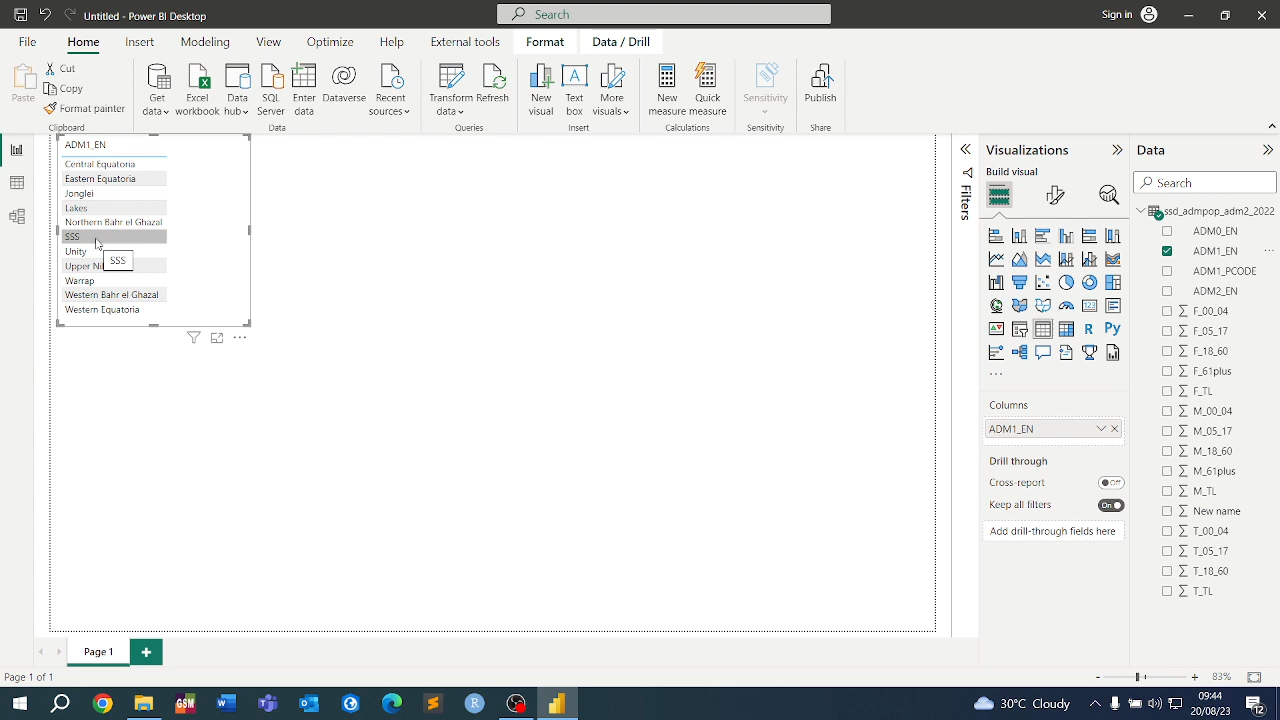 Untitled - Power BI Desktop
Search
Sign in
File
Home
Insert
Modeling
View
Optimize
Help
External tools
Format
Data / Drill
Paste
Cut
Copy
Format painter
Clipboard
Get data
Excel workbook
Data hub
SQL Server
Enter data
Dataverse
Recent sources
Data
Transform data
Refresh
Queries
New visual
Text box
More visuals
Insert
New measure
Quick measure
Calculations
Sensitivity
Sensitivity
Publish
Share
ADM1_EN
Central Equatoria
Eastern Equatoria
Jonglei
Lakes
Northern Bahr el Ghazal
SSS
Unity
SSS
Upper Ni
Warrap
Western Bahr el Ghazal
Western Equatoria
Filters
Visualizations
Build visual
R
Py
123
Columns
ADM1_EN
Drill through
Cross-report
Off
Keep all filters
On
Add drill-through fields here
Data
Search
ssd_admpop_adm2_2022
ADM0_EN
ADM1_EN
ADM1_PCODE
ADM2_EN
F_00_04
F_05_17
F_18_60
F_61plus
F_TL
M_00_04
M_05_17
M_18_60
M_61plus
M_TL
New name
T_00_04
T_05_17
T_18_60
T_TL
Page 1
Page 1 of 1
- + 83%
GSM
30°C Cloudy
09:44
20/08/23
2